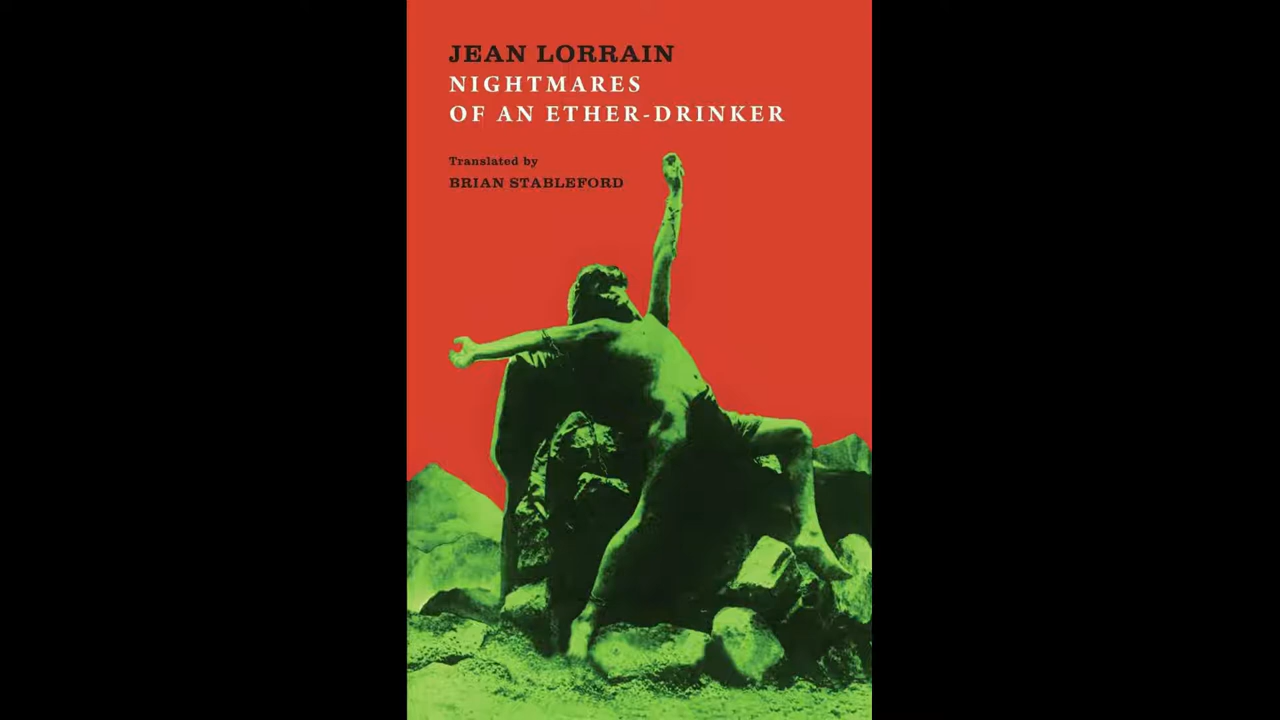 JEAN LORRAIN
NIGHTMARES
OF AN ETHER-DRINKER
Translated by
BRIAN STABLEFORD